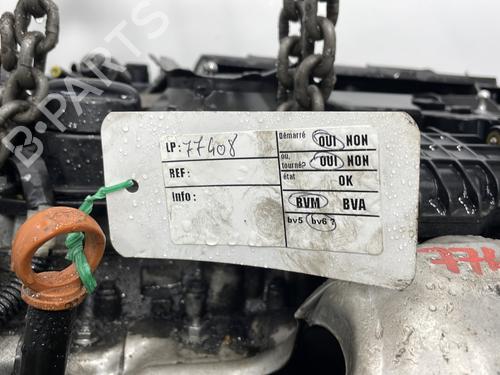 LP: 77408
REF:
Info:
Démarré OUI NON
ou, tourné? OUI NON
état OK
BVM BVA
bv5 bv6 ?
B-PARTS